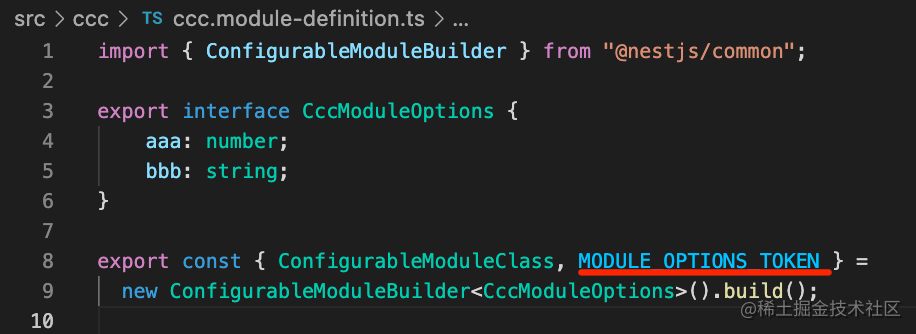 src > ccc > TS ccc.module-definition.ts > ...
1 import { ConfigurableModuleBuilder } from "@nestjs/common";
2
3 export interface CccModuleOptions {
4     aaa: number;
5     bbb: string;
6 }
7
8 export const { ConfigurableModuleClass, MODULE_OPTIONS_TOKEN } =
9   new ConfigurableModuleBuilder<CccModuleOptions>().build();
10
@稀土掘金技术社区